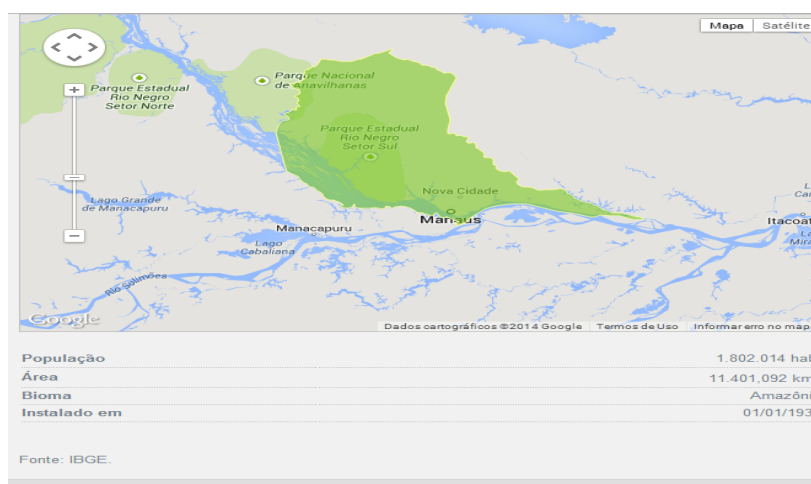 Mapa Satélite
Parque Nacional
de Anavilhanas
Parque Estadual
Rio Negro
Setor Norte
Parque Estadual
Rio Negro
Setor Sul
Nova Cidade
Lago Grande
de Manacapuru
Manaus
Manacapuru
Lago
Cabaliana
Rio Solimões
Google
Dados cartográficos ©2014 Google Termos de Uso Informar erro no map
População 1.802.014 hab
Área 11.401,092 km
Bioma Amazôni
Instalado em 01/01/193
Fonte: IBGE.